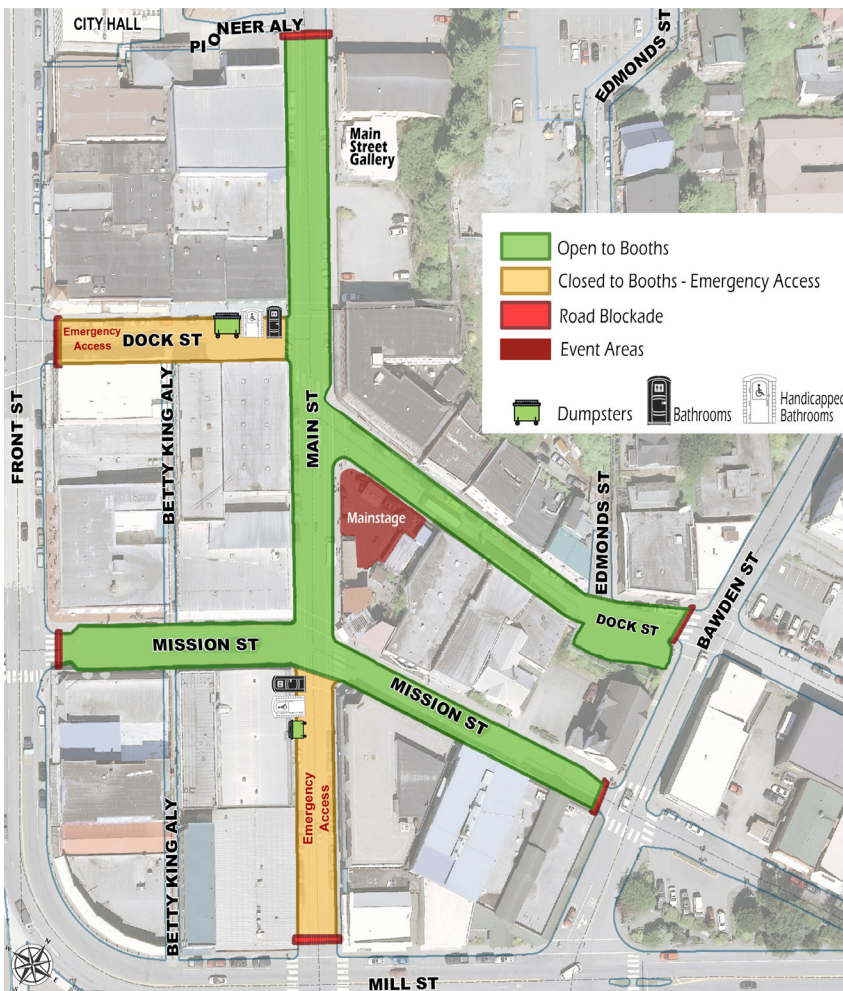 CITY HALL
PIONEER ALY
EDMONDS ST
Main
Street
Gallery
Open to Booths
Closed to Booths - Emergency Access
Road Blockade
Event Areas
Dumpsters
Bathrooms
Handicapped
Bathrooms
Emergency
Access
DOCK ST
FRONT ST
BETTY KING ALY
MAIN ST
Mainstage
EDMONDS ST
DOCK ST
BAWDEN ST
MISSION ST
MISSION ST
Emergency
Access
BETTY KING ALY
MILL ST
N
E
S
W